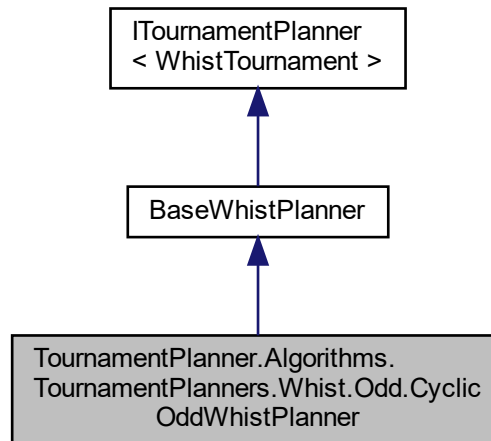 ITournamentPlanner
< WhistTournament >
BaseWhistPlanner
TournamentPlanner.Algorithms.
TournamentPlanners.Whist.Odd.Cyclic
OddWhistPlanner